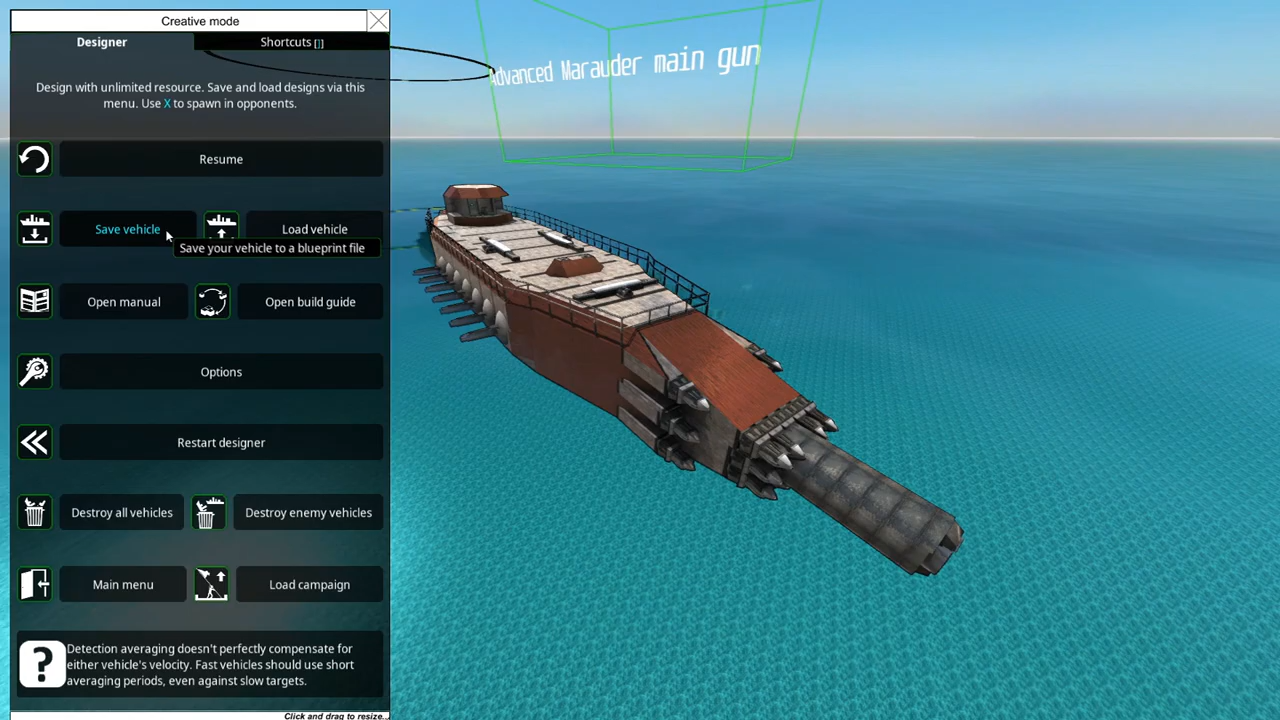 Creative mode
Designer
Shortcuts []]
Design with unlimited resource. Save and load designs via this
menu. Use X to spawn in opponents.
Resume
Save vehicle
Load vehicle
Save your vehicle to a blueprint file
Open manual
Open build guide
Options
Restart designer
Destroy all vehicles
Destroy enemy vehicles
Main menu
Load campaign
?
Detection averaging doesn't perfectly compensate for
either vehicle's velocity. Fast vehicles should use short
averaging periods, even against slow targets.
Click and drag to resize...
Advanced Marauder main gun